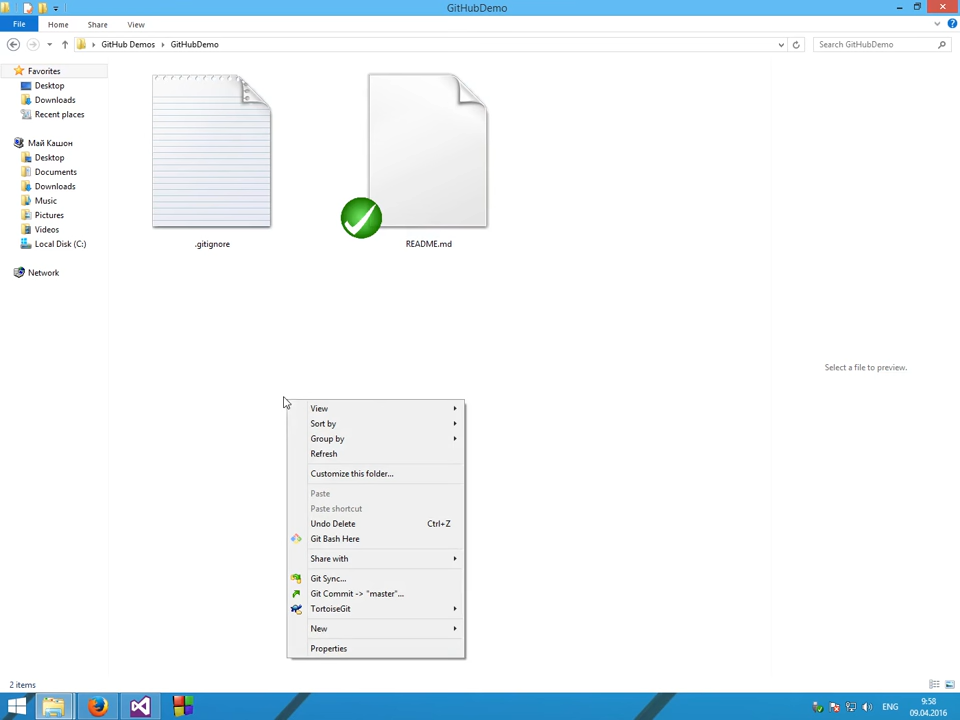 GitHubDemo
File
Home
Share
View
GitHub Demos
GitHubDemo
Search GitHubDemo
Favorites
Desktop
Downloads
Recent places
Май Кашон
Desktop
Documents
Downloads
Music
Pictures
Videos
Local Disk (C:)
Network
.gitignore
README.md
Select a file to preview.
View
Sort by
Group by
Refresh
Customize this folder...
Paste
Paste shortcut
Undo Delete Ctrl+Z
Git Bash Here
Share with
Git Sync...
Git Commit -> "master"...
TortoiseGit
New
Properties
2 items
ENG
9:58
09.04.2016